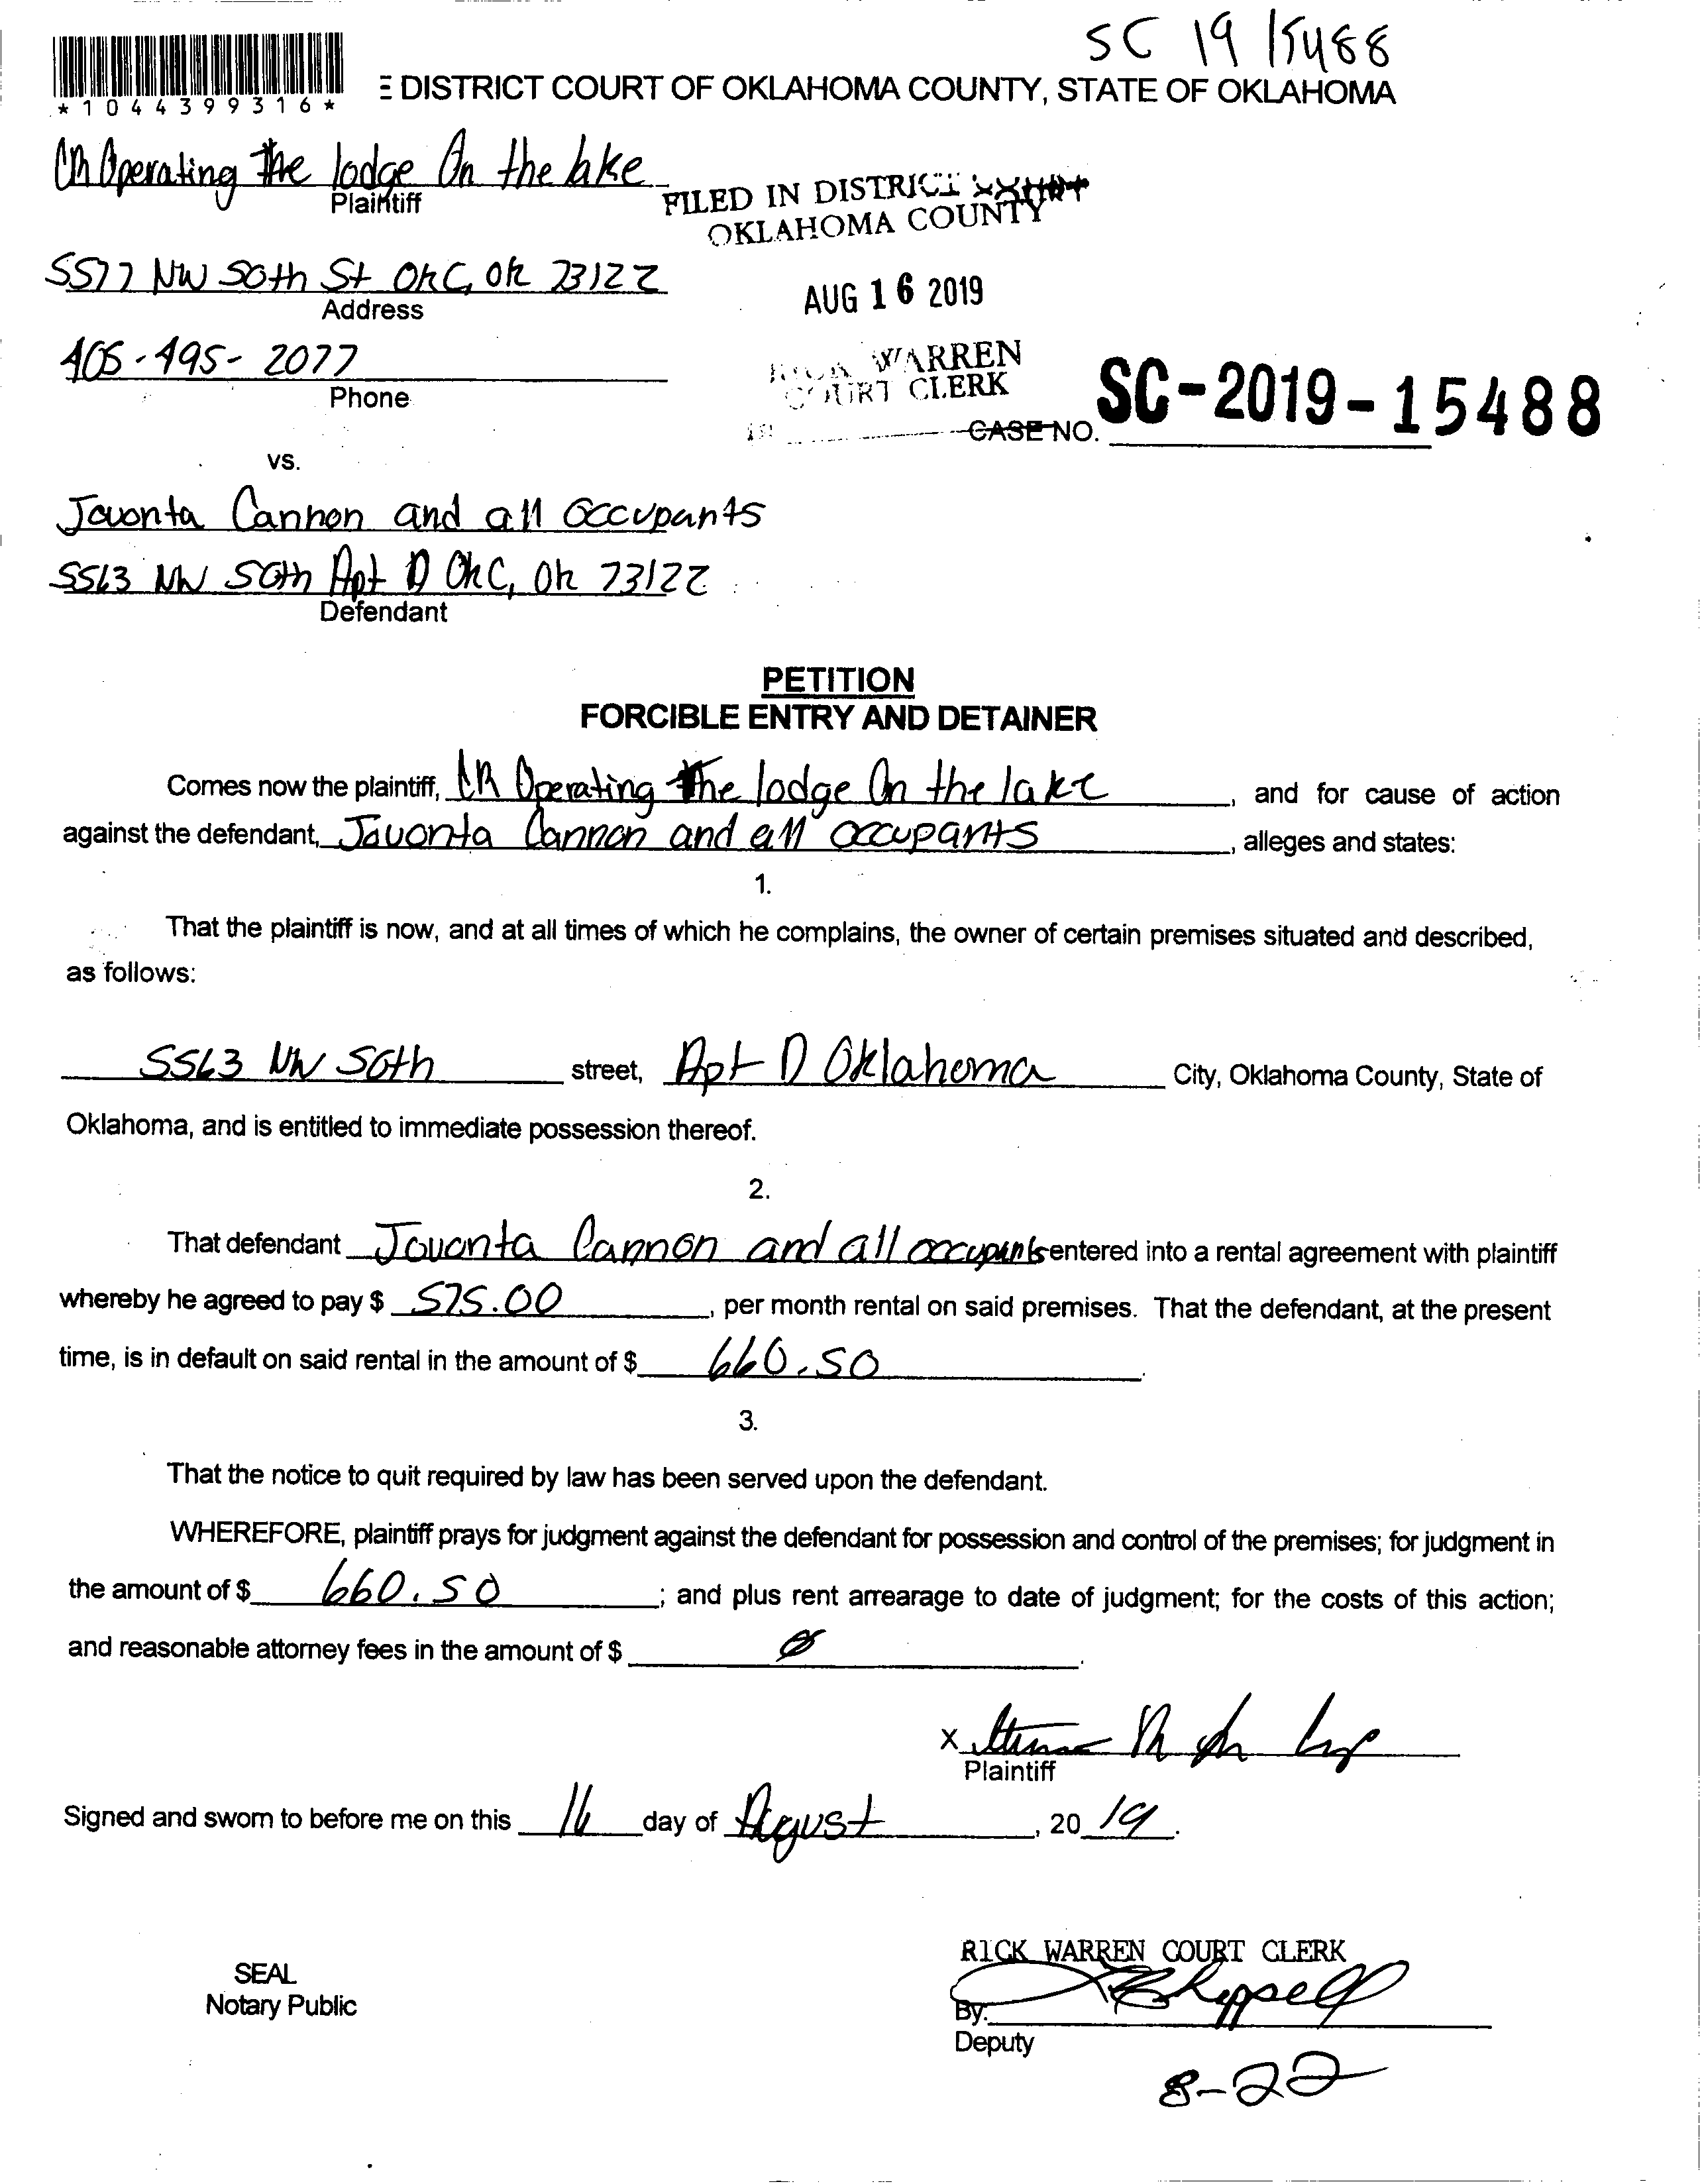 SC 19 15488
*1044399316*
E DISTRICT COURT OF OKLAHOMA COUNTY, STATE OF OKLAHOMA
CR Operating The lodge On the lake
Plaintiff
FILED IN DISTRICT COURT
OKLAHOMA COUNTY
5577 NW 50th St OKC, OK 73122
Address
AUG 16 2019
405-495-2077
Phone
RICK WARREN
COURT CLERK
CASE NO. SC-2019-15488
vs.
Javonta Cannon and all occupants
5563 NW 50th Apt D OKC, OK 73122
Defendant
PETITION
FORCIBLE ENTRY AND DETAINER
Comes now the plaintiff, CR Operating The lodge On the lake, and for cause of action
against the defendant, Javonta Cannon and all occupants, alleges and states:
1.
That the plaintiff is now, and at all times of which he complains, the owner of certain premises situated and described,
as follows:
5563 NW 50th street, Apt D Oklahoma City, Oklahoma County, State of
Oklahoma, and is entitled to immediate possession thereof.
2.
That defendant Javonta Cannon and all occupants entered into a rental agreement with plaintiff
whereby he agreed to pay $ 575.00, per month rental on said premises. That the defendant, at the present
time, is in default on said rental in the amount of $ 660.50.
3.
That the notice to quit required by law has been served upon the defendant.
WHEREFORE, plaintiff prays for judgment against the defendant for possession and control of the premises; for judgment in
the amount of $ 660.50; and plus rent arrearage to date of judgment; for the costs of this action;
and reasonable attorney fees in the amount of $ Ø.
X
Plaintiff
Signed and sworn to before me on this 16 day of August, 20 19.
RICK WARREN COURT CLERK
SEAL
Notary Public
By:
Deputy
8-22